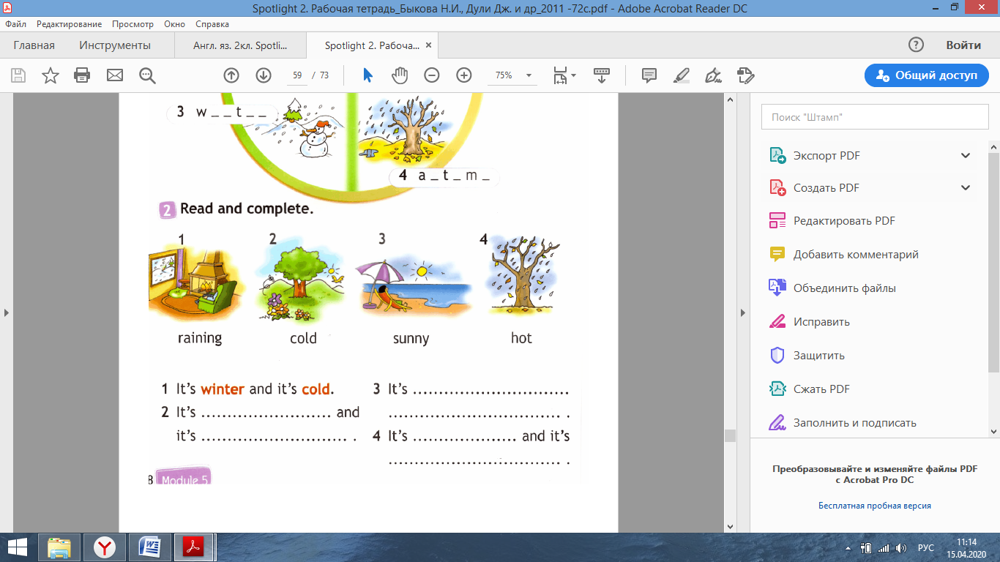 Spotlight 2. Рабочая тетрадь_Быкова Н.И., Дули Дж. и др_2011 -72с.pdf - Adobe Acrobat Reader DC
Файл Редактирование Просмотр Окно Справка
Главная Инструменты Англ. яз. 2кл. Spotli... Spotlight 2. Рабоча... × Войти
59 / 73 75% Общий доступ
3 w _ _ t _ _
4 a _ t _ m _
2 Read and complete.
1 2 3 4
raining cold sunny hot
1 It's winter and it's cold.
2 It's ............................ and
it's ............................... .
3 It's .................................
.................................... .
4 It's ...................... and it's
.................................... .
8 Module 5
Поиск "Штамп"
Экспорт PDF
Создать PDF
Редактировать PDF
Добавить комментарий
Объединить файлы
Исправить
Защитить
Сжать PDF
Заполнить и подписать
Преобразовывайте и изменяйте файлы PDF
с Acrobat Pro DC
Бесплатная пробная версия
РУС
11:14
15.04.2020